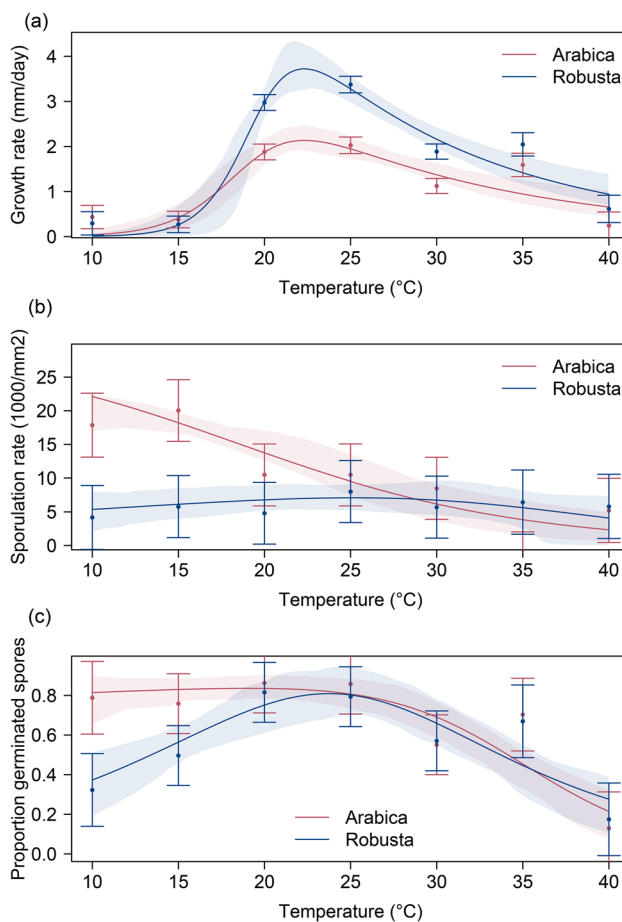 (a)
Growth rate (mm/day)
4
3
2
1
0
Arabica
Robusta
10 15 20 25 30 35 40
Temperature (°C)
(b)
Sporulation rate (1000/mm2)
25
20
15
10
5
0
Arabica
Robusta
10 15 20 25 30 35 40
Temperature (°C)
(c)
Proportion germinated spores
0.8
0.6
0.4
0.2
0.0
Arabica
Robusta
10 15 20 25 30 35 40
Temperature (°C)